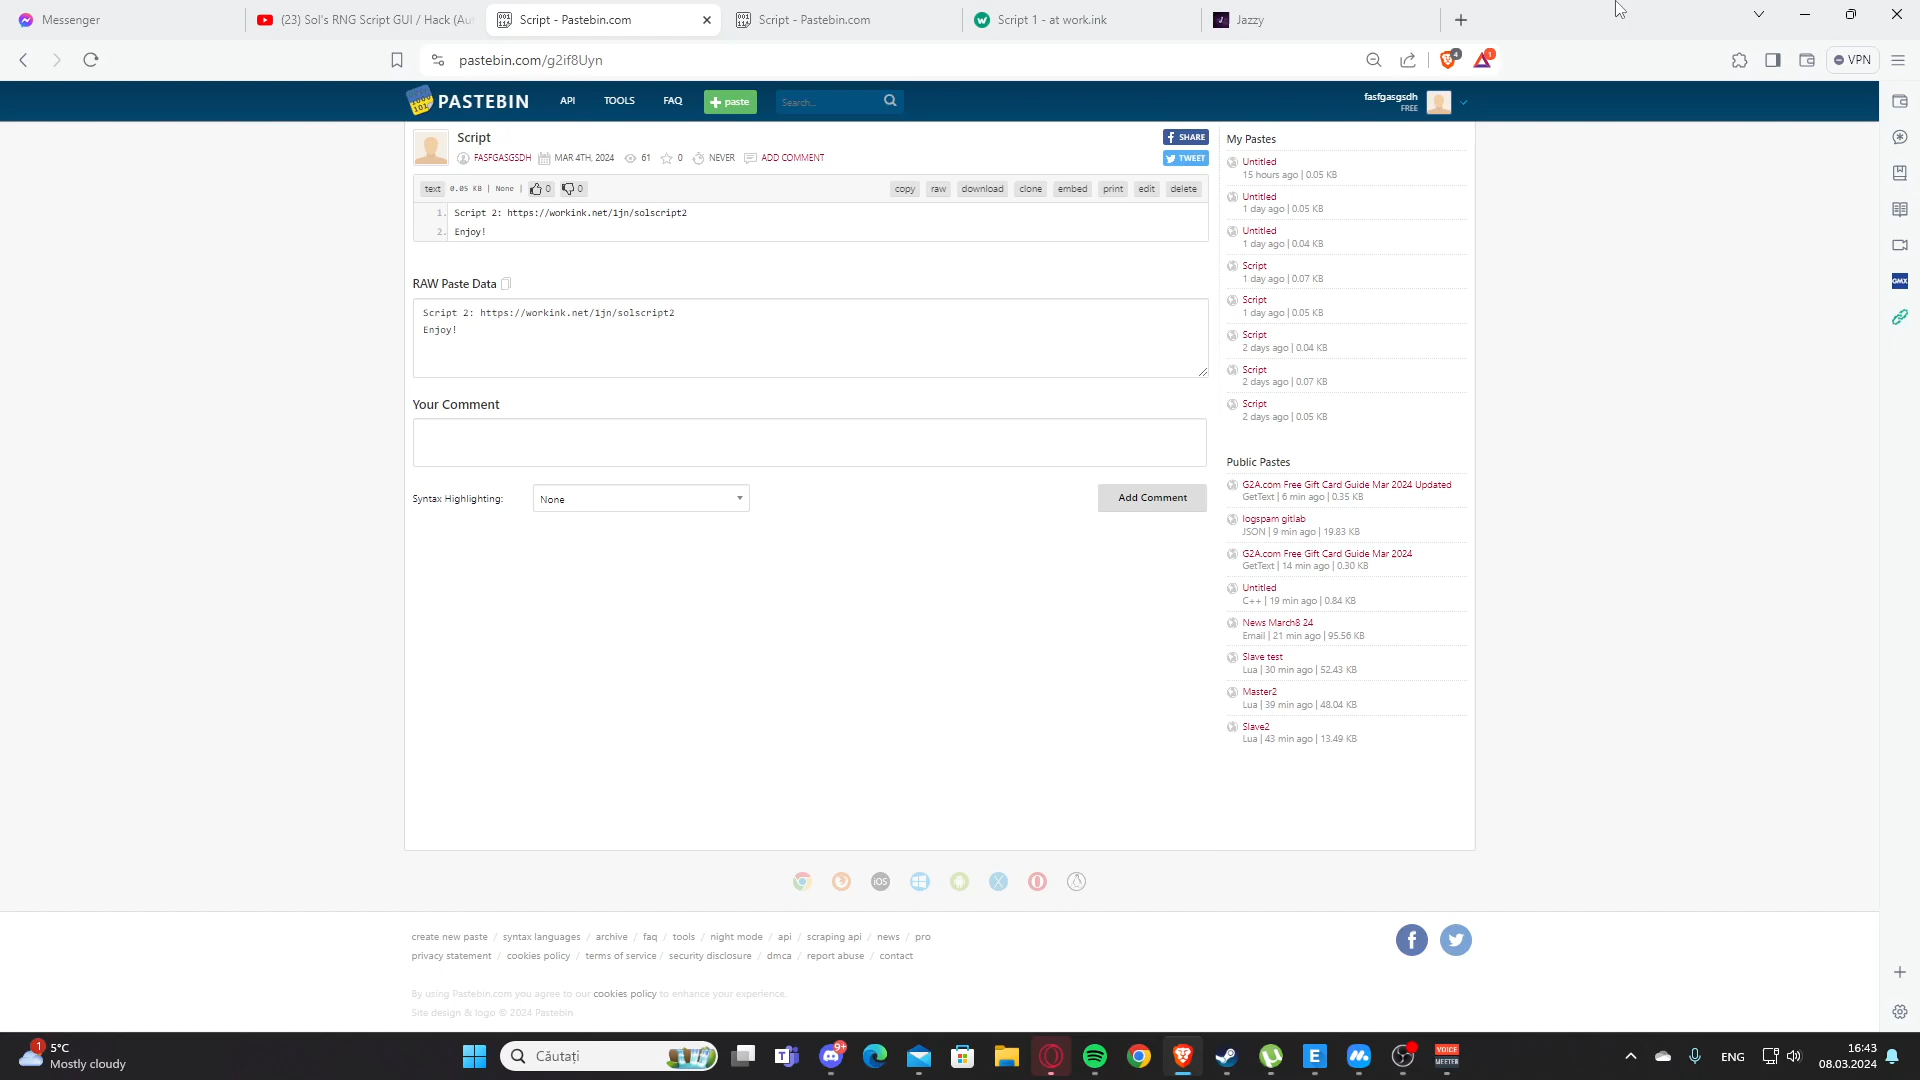 Messenger
(23) Sol's RNG Script GUI / Hack (Au
Script - Pastebin.com
Script - Pastebin.com
Script 1 - at work.ink
Jazzy
pastebin.com/g2if8Uyn
4
1
VPN
PASTEBIN
API
TOOLS
FAQ
+ paste
Search...
fasfgasgsdh
FREE
Script
FASFGASGSDH
MAR 4TH, 2024
61
0
NEVER
ADD COMMENT
f SHARE
TWEET
text
0.05 KB | None |
0
0
copy
raw
download
clone
embed
print
edit
delete
1. Script 2: https://workink.net/1jn/solscript2
2. Enjoy!
RAW Paste Data
Script 2: https://workink.net/1jn/solscript2
Enjoy!
Your Comment
Syntax Highlighting:
None
Add Comment
My Pastes
Untitled
15 hours ago | 0.05 KB
Untitled
1 day ago | 0.05 KB
Untitled
1 day ago | 0.04 KB
Script
1 day ago | 0.07 KB
Script
1 day ago | 0.05 KB
Script
2 days ago | 0.04 KB
Script
2 days ago | 0.07 KB
Script
2 days ago | 0.05 KB
Public Pastes
G2A.com Free Gift Card Guide Mar 2024 Updated
GetText | 6 min ago | 0.35 KB
logspam gitlab
JSON | 9 min ago | 19.83 KB
G2A.com Free Gift Card Guide Mar 2024
GetText | 14 min ago | 0.30 KB
Untitled
C++ | 19 min ago | 0.84 KB
News March8 24
Email | 21 min ago | 95.56 KB
Slave test
Lua | 30 min ago | 52.43 KB
Master2
Lua | 39 min ago | 48.04 KB
Slave2
Lua | 43 min ago | 13.49 KB
GMX
iOS
create new paste / syntax languages / archive / faq / tools / night mode / api / scraping api / news / pro
privacy statement / cookies policy / terms of service / security disclosure / dmca / report abuse / contact
By using Pastebin.com you agree to our cookies policy to enhance your experience.
Site design & logo © 2024 Pastebin
1
5°C
Mostly cloudy
Căutați
9+
E
VOICE
MEETER
ENG
16:43
08.03.2024